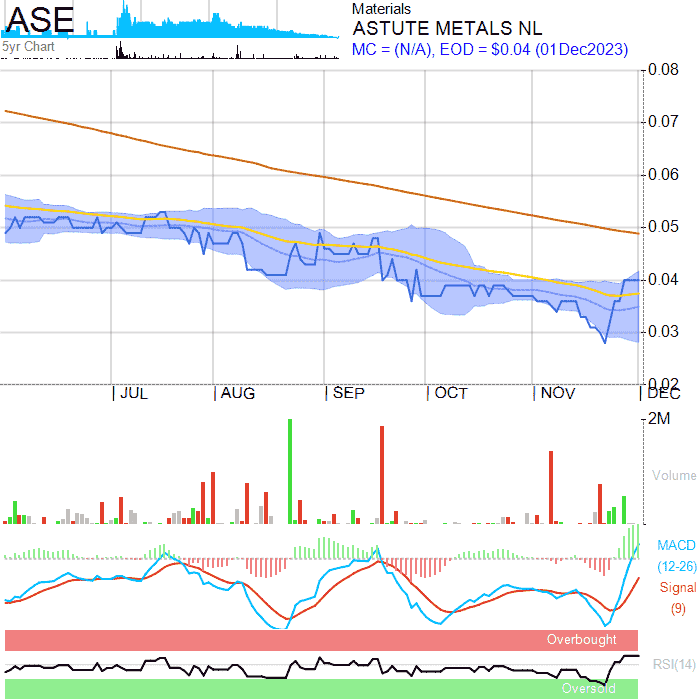 ASE
5yr Chart
Materials
ASTUTE METALS NL
MC = (N/A), EOD = $0.04 (01Dec2023)
0.08
0.07
0.06
0.05
0.04
0.03
0.02
JUL AUG SEP OCT NOV DEC
2M
Volume
MACD
(12-26)
Signal
(9)
Overbought
RSI(14)
Oversold